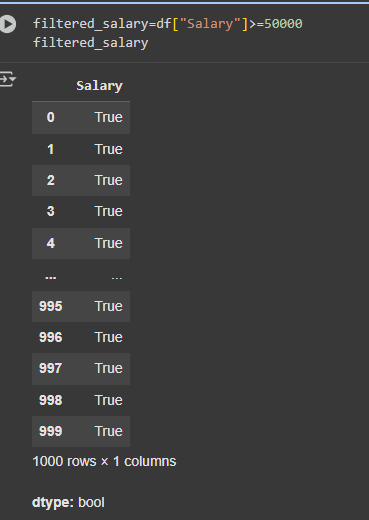 filtered_salary=df["Salary"]>=50000
filtered_salary
Salary
0 True
1 True
2 True
3 True
4 True
... ...
995 True
996 True
997 True
998 True
999 True
1000 rows × 1 columns
dtype: bool